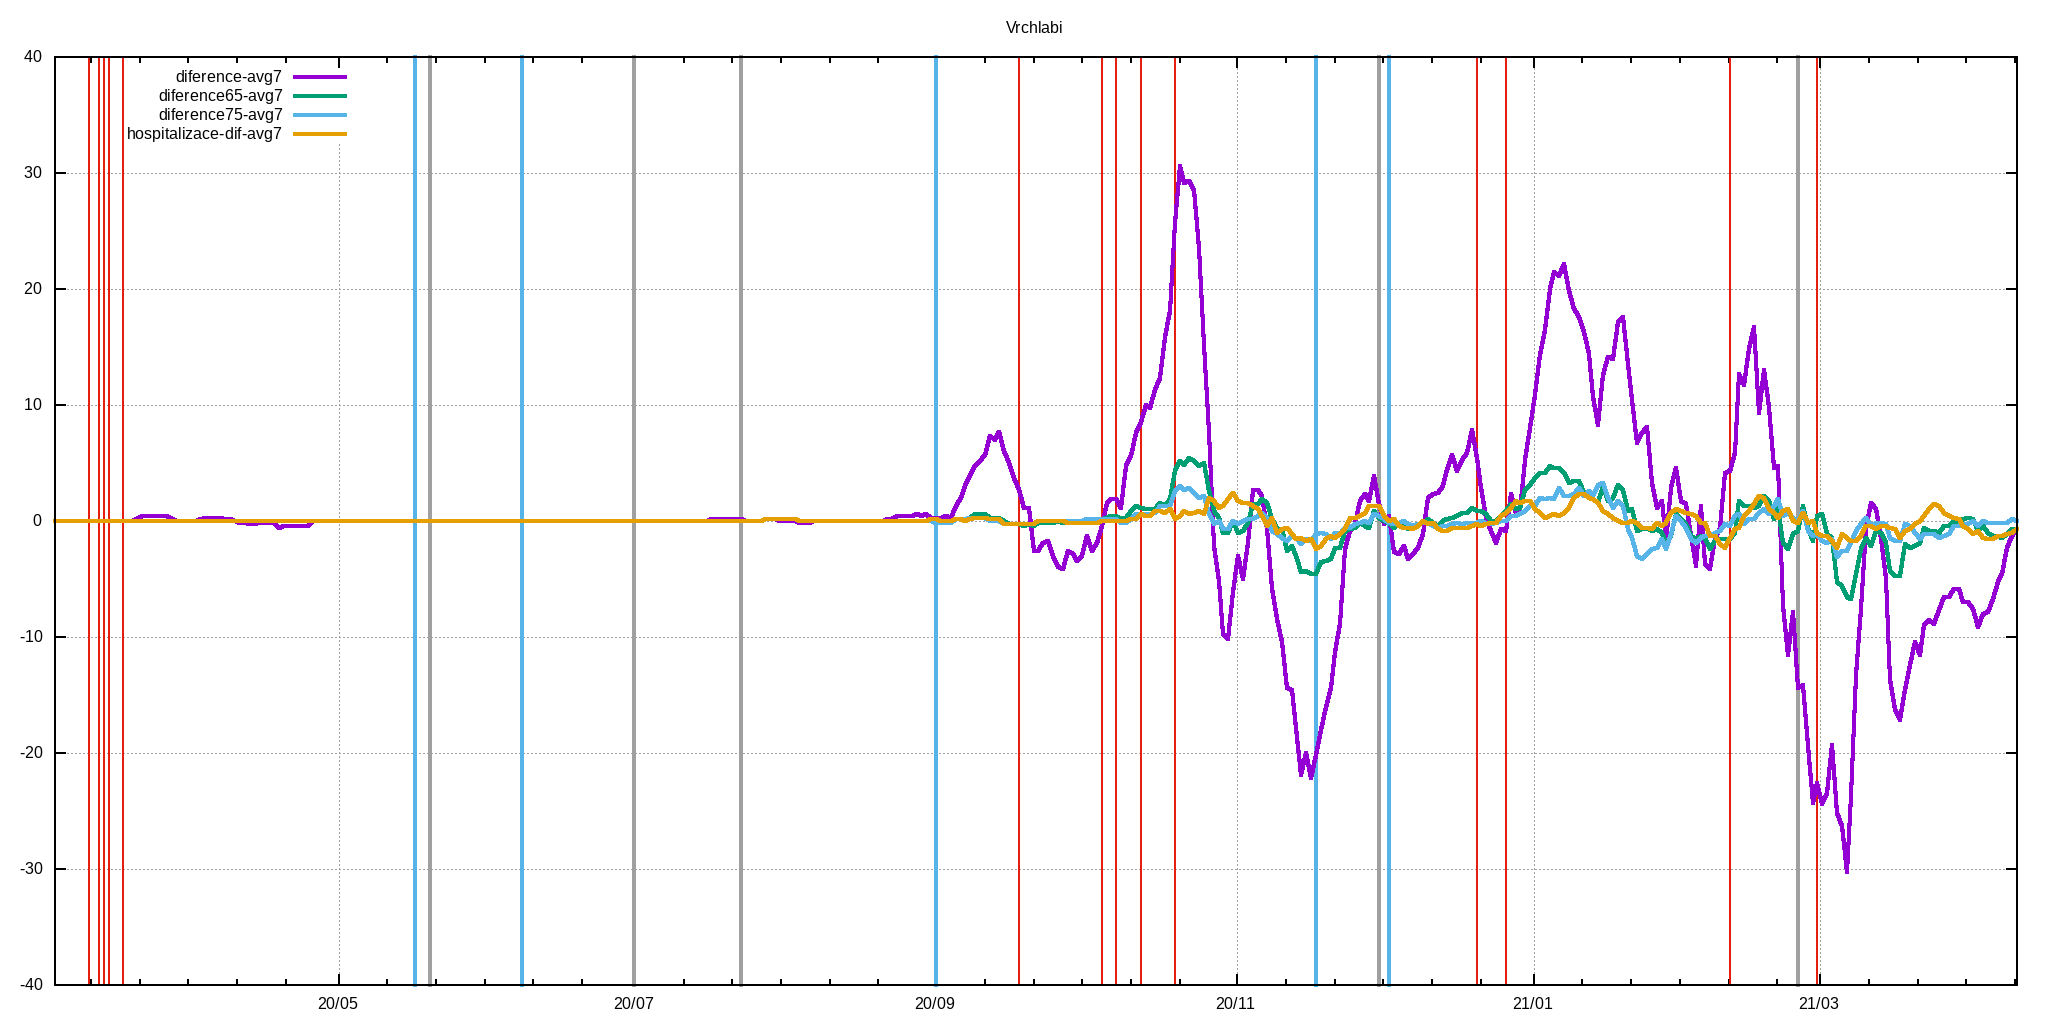 Vrchlabi
diference-avg7
diference65-avg7
diference75-avg7
hospitalizace-dif-avg7
40
30
20
10
0
-10
-20
-30
-40
20/05 20/07 20/09 20/11 21/01 21/03